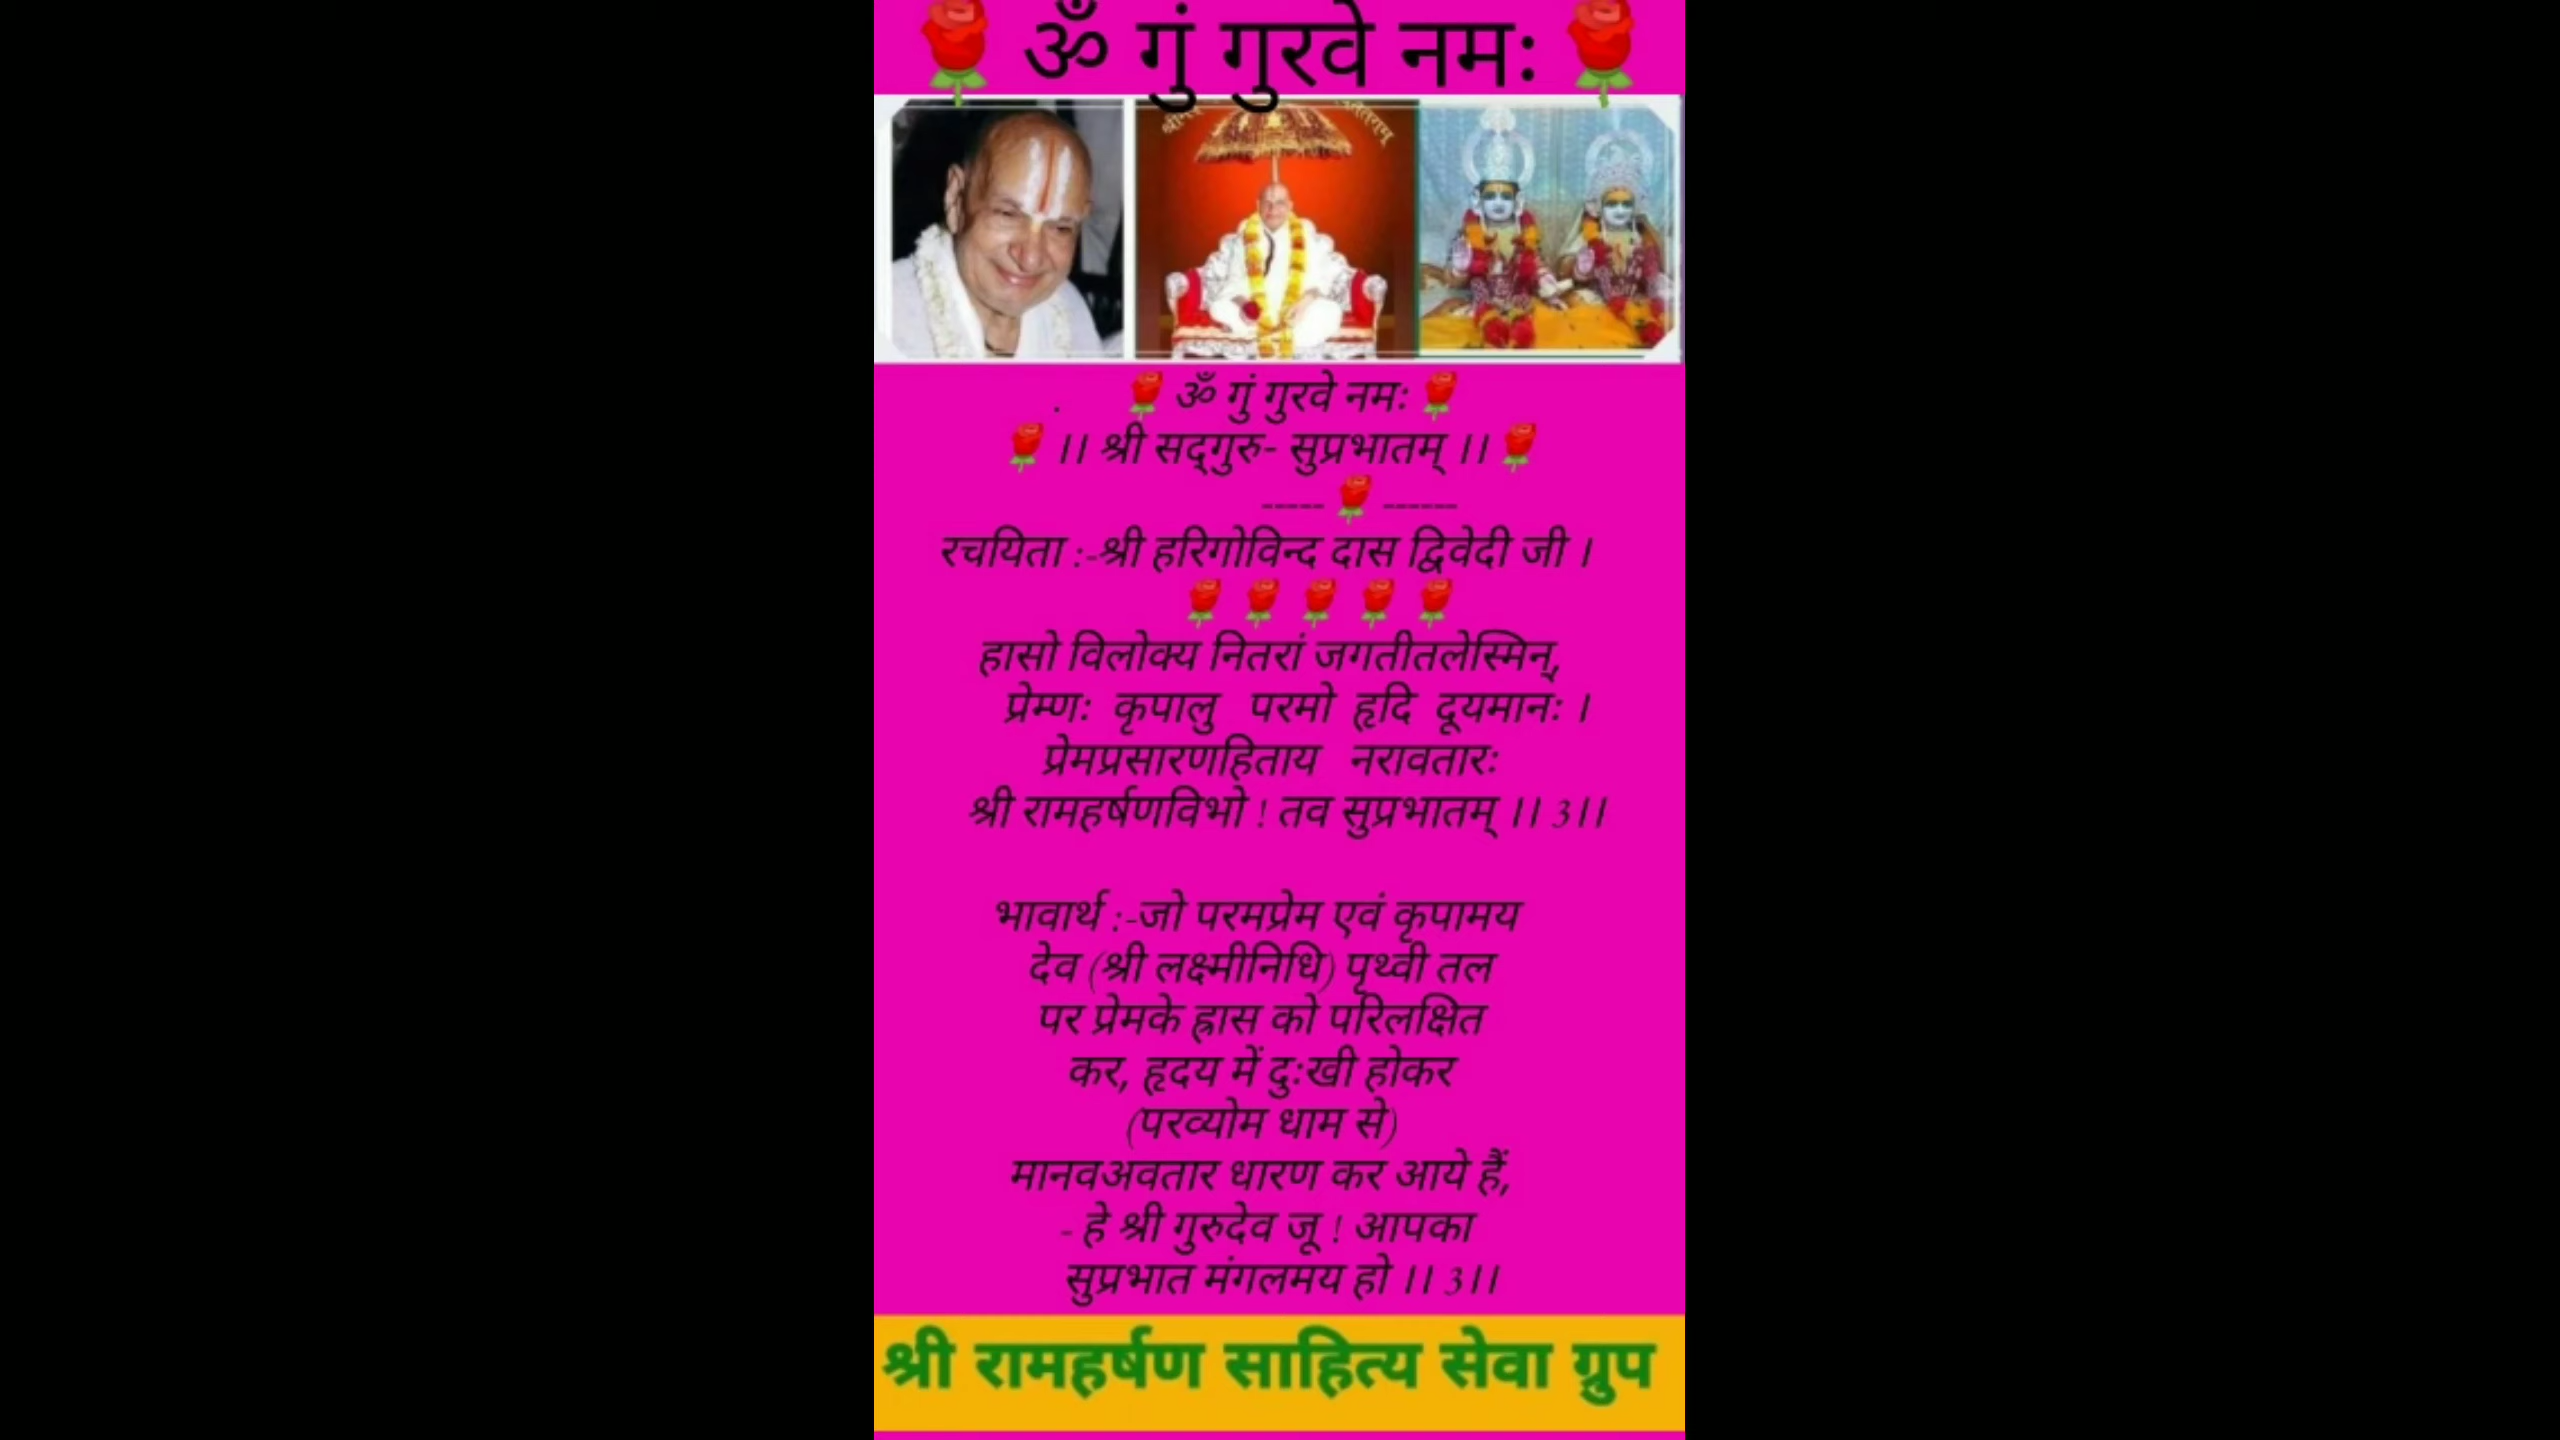 🌹ॐ गुं गुरवे नमः🌹
. 🌹ॐ गुं गुरवे नमः🌹
🌹।। श्री सद्‌गुरु- सुप्रभातम् ।।🌹
-----🌹------
रचयिता :-श्री हरिगोविन्द दास द्विवेदी जी ।
🌹🌹🌹🌹🌹
हासो विलोक्य नितरां जगतीतलेस्मिन्,
प्रेम्णः कृपालु परमो हृदि दूयमानः ।
प्रेमप्रसारणहिताय नरावतारः
श्री रामहर्षणविभो ! तव सुप्रभातम् ।। 3।।
भावार्थ :-जो परमप्रेम एवं कृपामय
देव (श्री लक्ष्मीनिधि) पृथ्वी तल
पर प्रेमके ह्रास को परिलक्षित
कर, हृदय में दुःखी होकर
(परव्योम धाम से)
मानवअवतार धारण कर आये हैं,
- हे श्री गुरुदेव जू ! आपका
सुप्रभात मंगलमय हो ।। 3।।
श्री रामहर्षण साहित्य सेवा ग्रुप